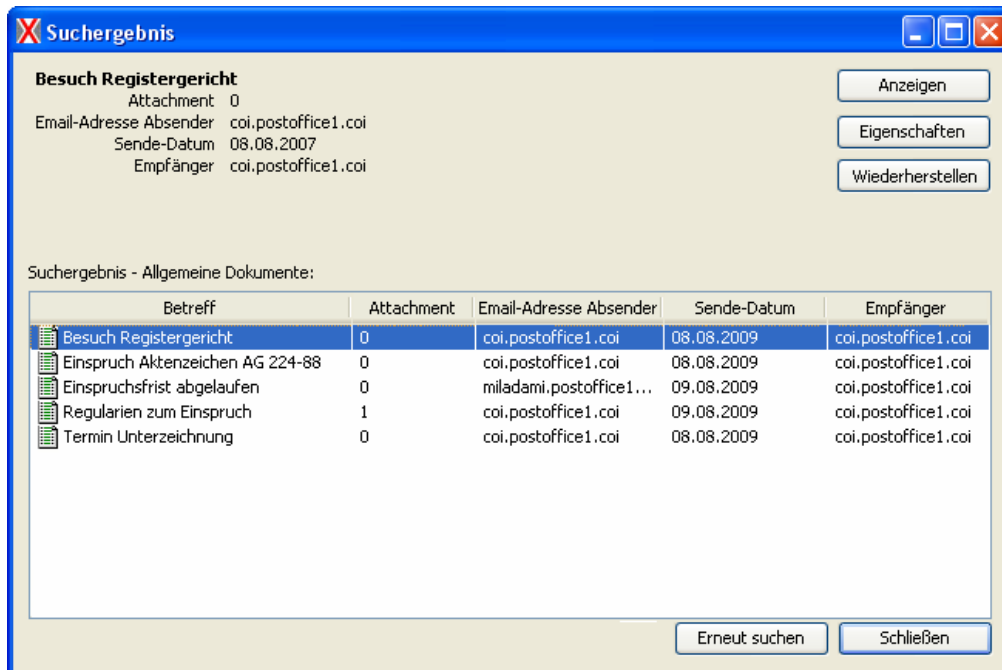 Suchergebnis
Besuch Registergericht
Attachment 0
Email-Adresse Absender coi.postoffice1.coi
Sende-Datum 08.08.2007
Empfänger coi.postoffice1.coi
Anzeigen
Eigenschaften
Wiederherstellen
Suchergebnis - Allgemeine Dokumente:
Betreff Attachment Email-Adresse Absender Sende-Datum Empfänger
Besuch Registergericht 0 coi.postoffice1.coi 08.08.2009 coi.postoffice1.coi
Einspruch Aktenzeichen AG 224-88 0 coi.postoffice1.coi 08.08.2009 coi.postoffice1.coi
Einspruchsfrist abgelaufen 0 miladami.postoffice1... 09.08.2009 coi.postoffice1.coi
Regularien zum Einspruch 1 coi.postoffice1.coi 09.08.2009 coi.postoffice1.coi
Termin Unterzeichnung 0 coi.postoffice1.coi 08.08.2009 coi.postoffice1.coi
Erneut suchen Schließen